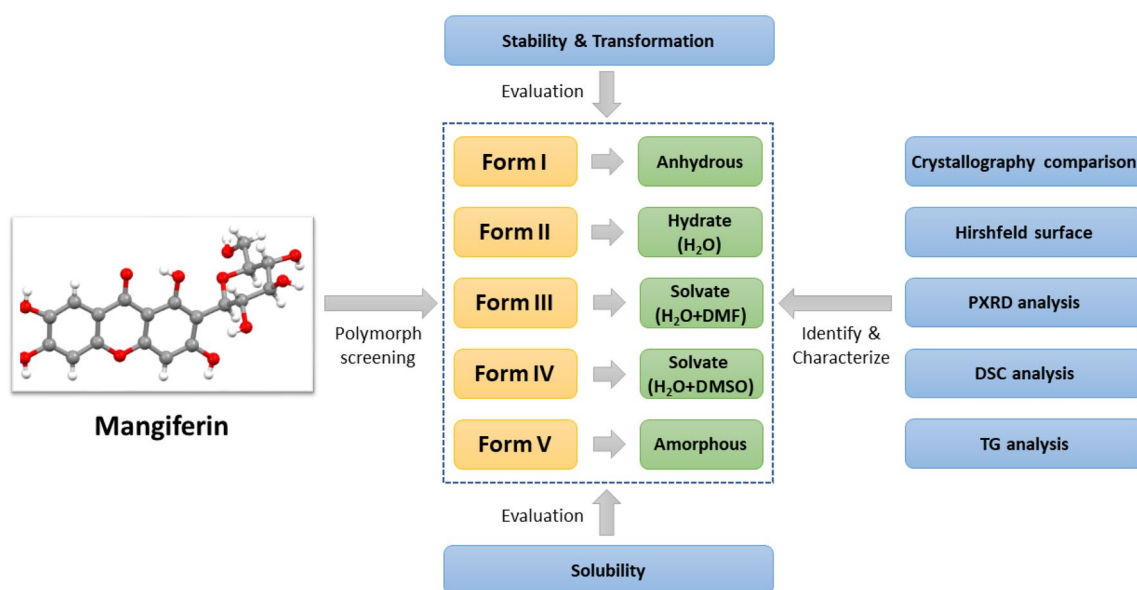 Stability & Transformation
Evaluation
Form I
Anhydrous
Form II
Hydrate
(H₂O)
Form III
Solvate
(H₂O+DMF)
Form IV
Solvate
(H₂O+DMSO)
Form V
Amorphous
Mangiferin
Polymorph
screening
Identify &
Characterize
Crystallography comparison
Hirshfeld surface
PXRD analysis
DSC analysis
TG analysis
Evaluation
Solubility